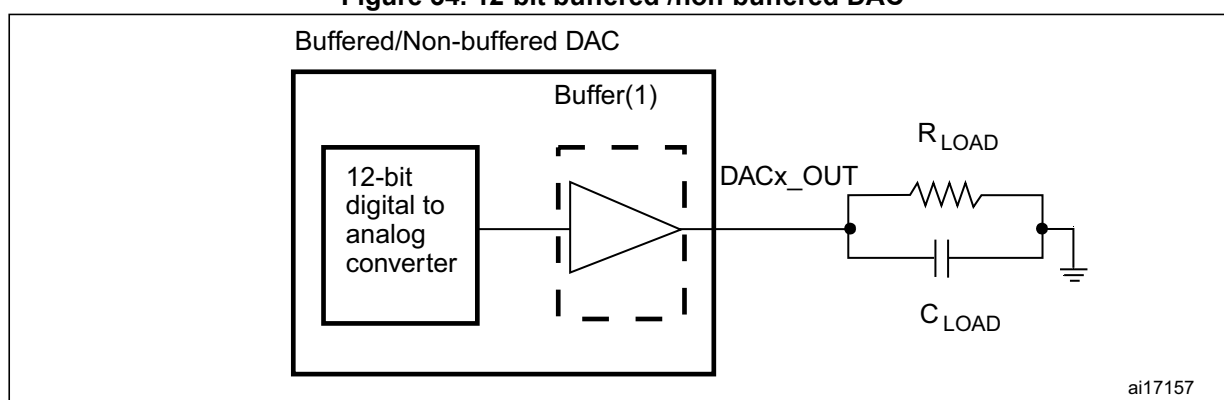 Figure 54. 12-bit buffered /non-buffered DAC
Buffered/Non-buffered DAC
Buffer(1)
12-bit
digital to
analog
converter
DACx_OUT
R LOAD
C LOAD
ai17157